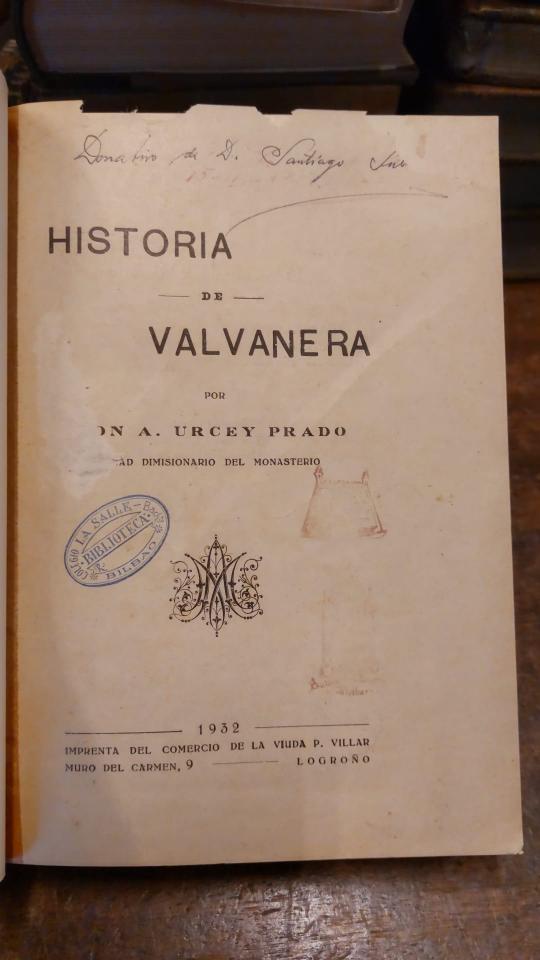 Donativo de D. Santiago
HISTORIA
DE
VALVANERA
POR
ON A. URCEY PRADO
AD DIMISIONARIO DEL MONASTERIO
COLEGIO LA SALLE
BIBLIOTECA
BILBAO
1932
IMPRENTA DEL COMERCIO DE LA VIUDA P. VILLAR
MURO DEL CARMEN, 9 LOGROÑO